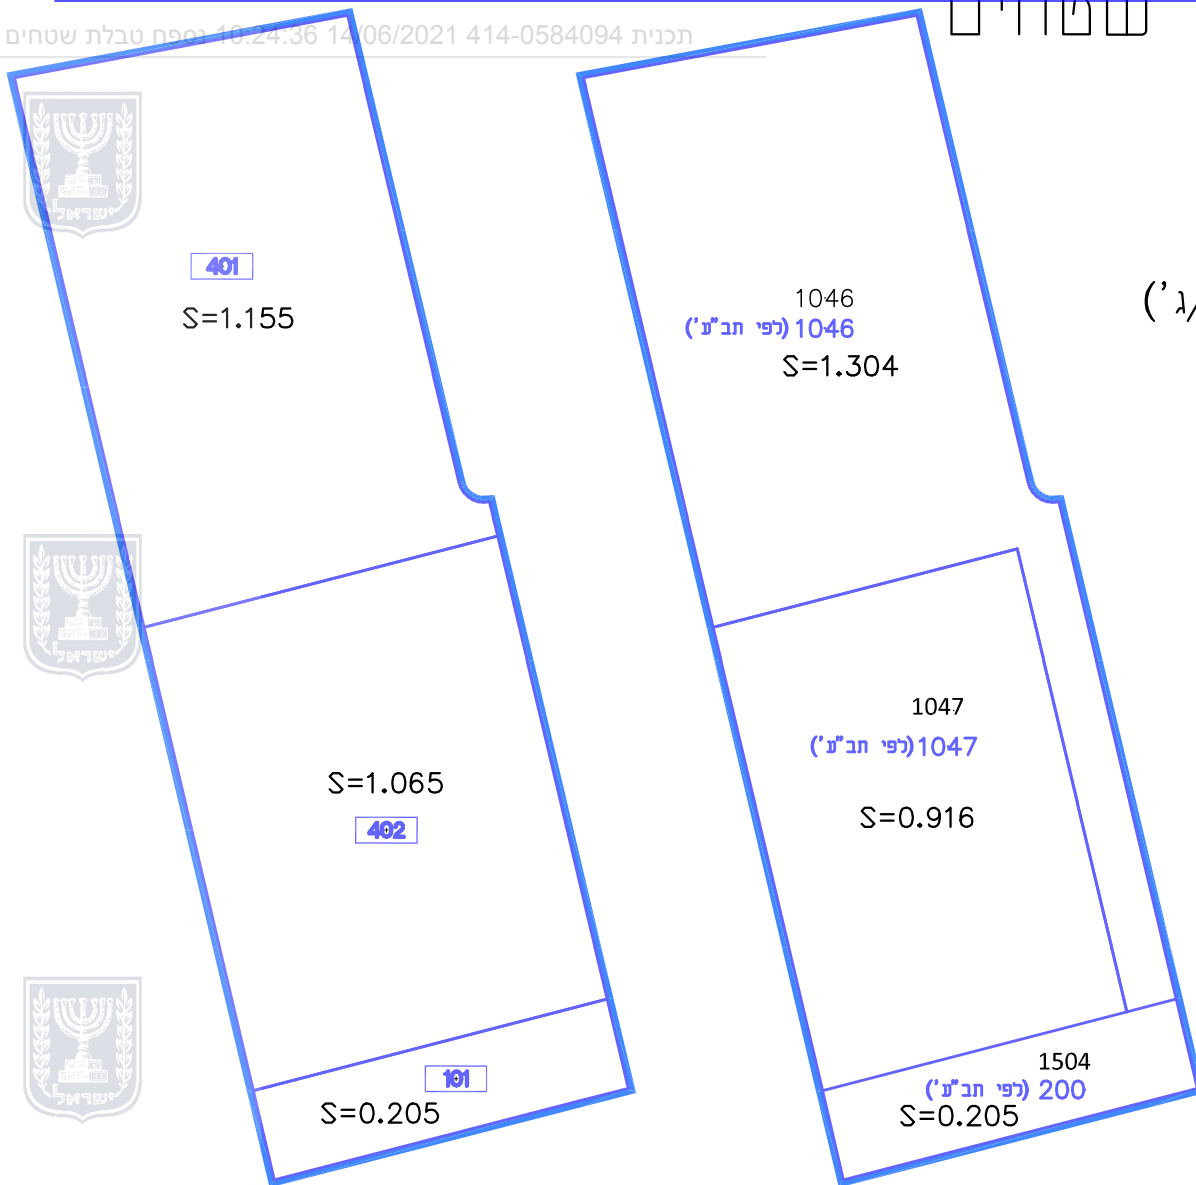 תכנית 414-0584094 14/06/2021 10:24:36 נספח טבלת שטחים
401
S=1.155
S=1.065
402
101
S=0.205
1046
1046 (לפי תב"ע')
S=1.304
1047
1047 (לפי תב"ע')
S=0.916
1504
200 (לפי תב"ע')
S=0.205
/ג')
ישראל
ישראל
ישראל